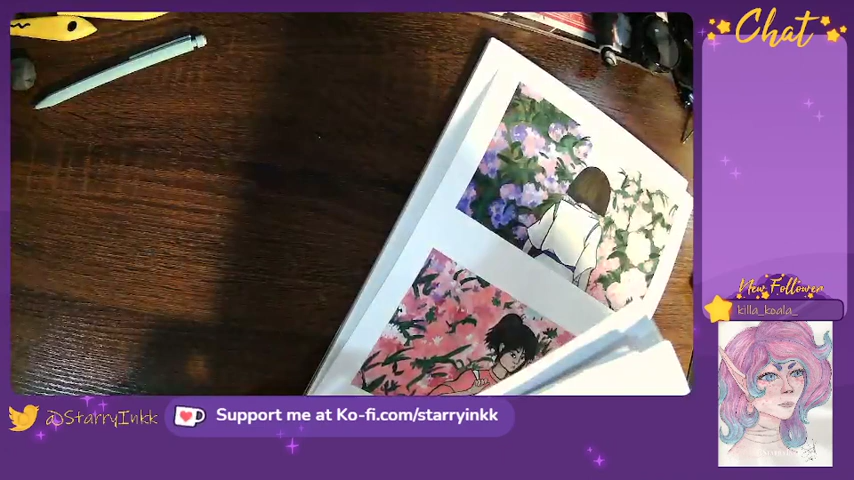 Chat
New Follower
killa_koala_
@StarryInkk
Support me at Ko-fi.com/starryinkk